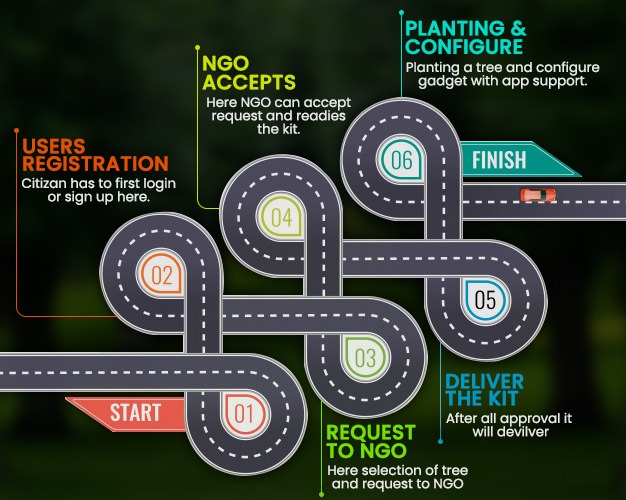 PLANTING &
CONFIGURE
Planting a tree and configure
gadget with app support.
NGO
ACCEPTS
Here NGO can accept
request and readies
the kit.
USERS
REGISTRATION
Citizan has to first login
or sign up here.
06
FINISH
04
02
05
03
START
01
DELIVER
THE KIT
After all approval it
will devilver
REQUEST
TO NGO
Here selection of tree
and request to NGO